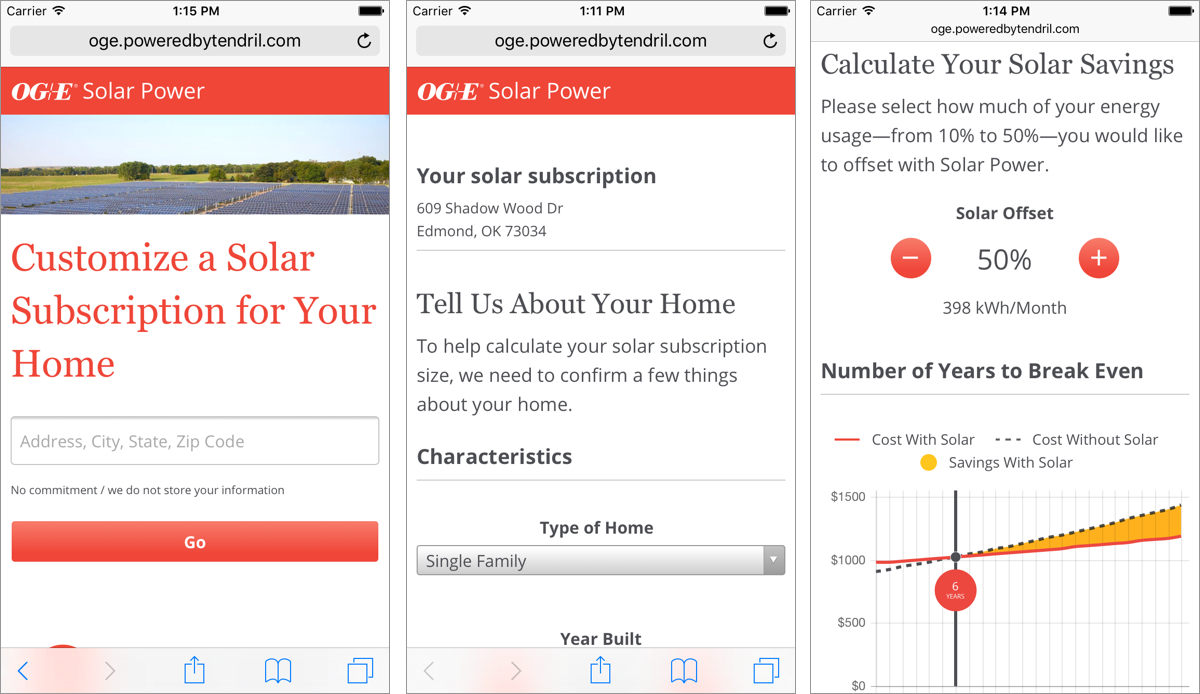 Carrier 1:15 PM
oge.poweredbytendril.com
OG+E® Solar Power
Customize a Solar
Subscription for Your
Home
Address, City, State, Zip Code
No commitment / we do not store your information
Go
Carrier 1:11 PM
oge.poweredbytendril.com
OG+E® Solar Power
Your solar subscription
609 Shadow Wood Dr
Edmond, OK 73034
Tell Us About Your Home
To help calculate your solar subscription
size, we need to confirm a few things
about your home.
Characteristics
Type of Home
Single Family
Year Built
Carrier 1:14 PM
oge.poweredbytendril.com
Calculate Your Solar Savings
Please select how much of your energy
usage—from 10% to 50%—you would like
to offset with Solar Power.
Solar Offset
− 50% +
398 kWh/Month
Number of Years to Break Even
Cost With Solar Cost Without Solar
Savings With Solar
$1500
$1000
6
YEARS
$500
$0